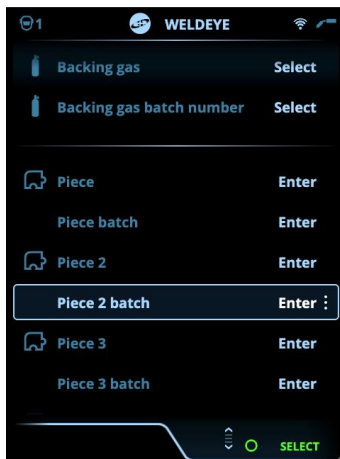 1 WELDEYE
Backing gas Select
Backing gas batch number Select
Piece Enter
Piece batch Enter
Piece 2 Enter
Piece 2 batch Enter
Piece 3 Enter
Piece 3 batch Enter
SELECT